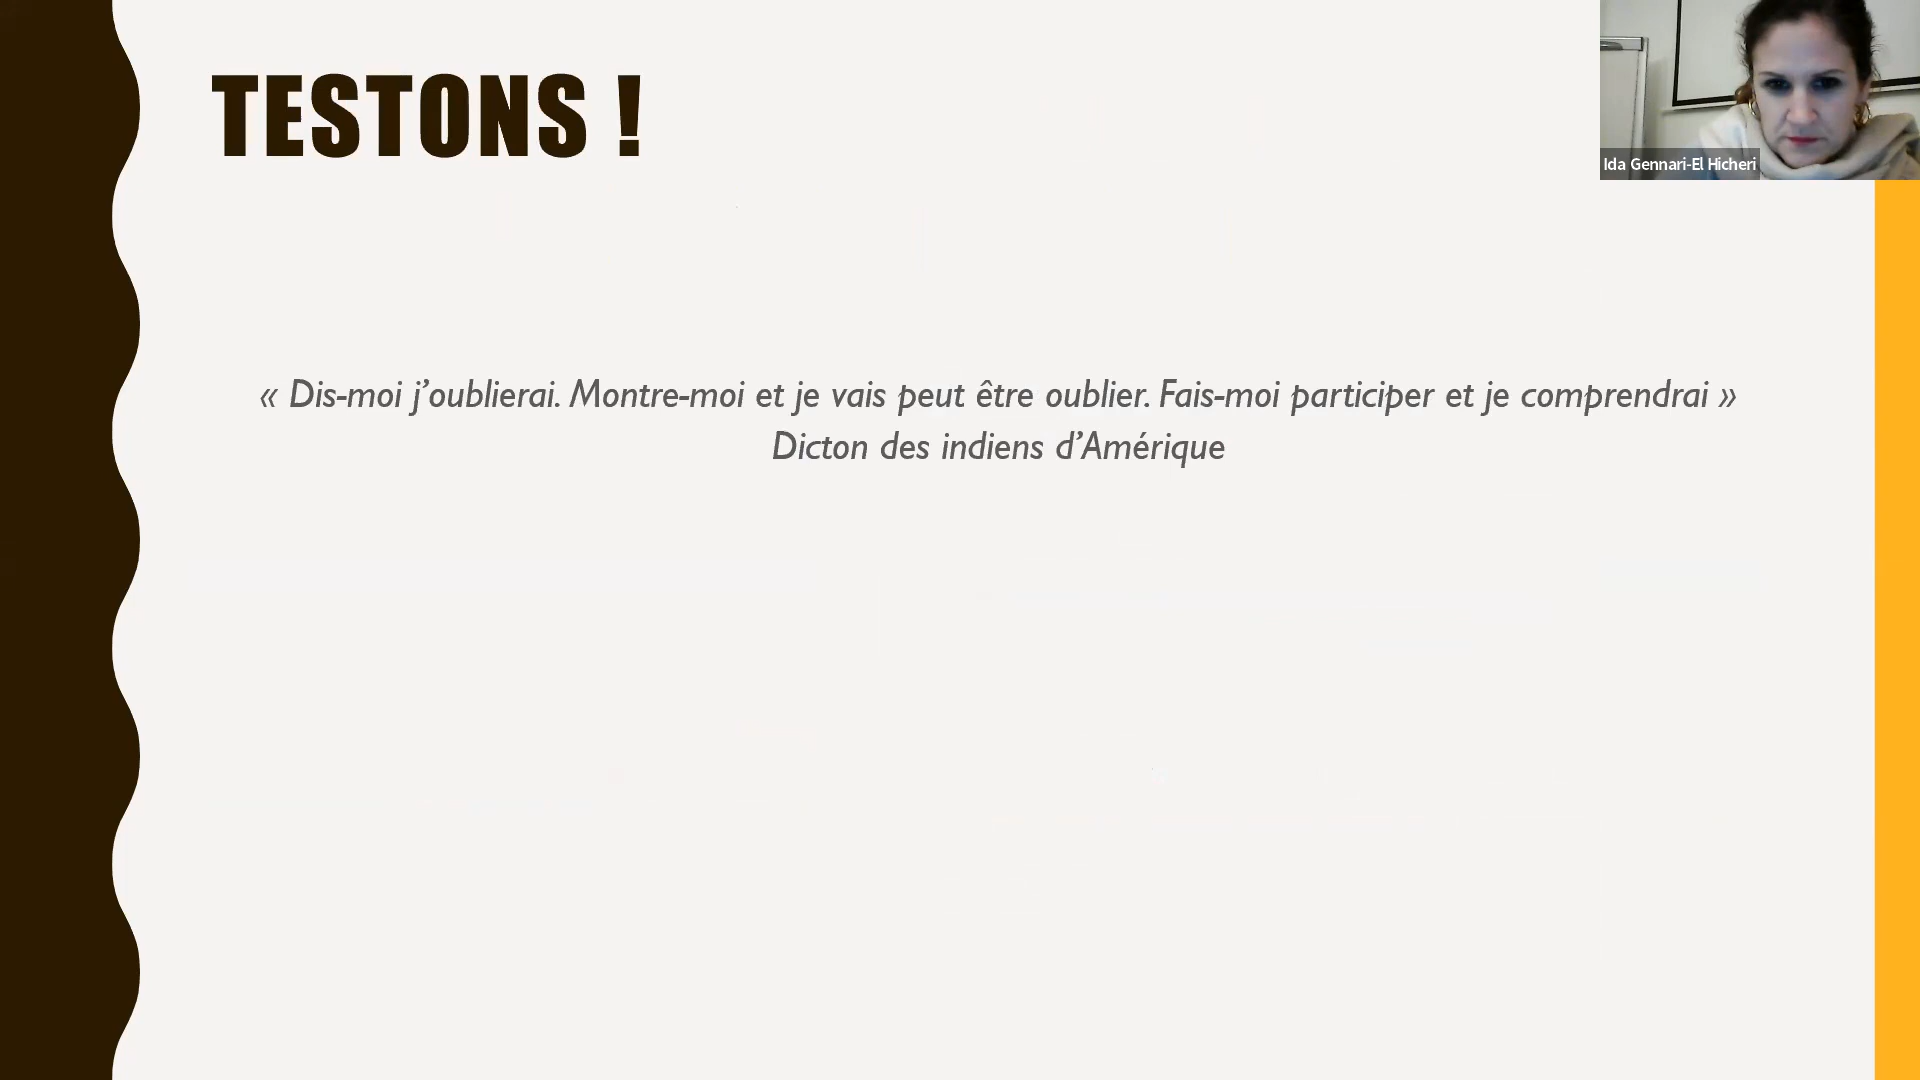 TESTONS !
Ida Gennari-El Hicheri
« Dis-moi j’oublierai. Montre-moi et je vais peut être oublier. Fais-moi participer et je comprendrai »
Dicton des indiens d’Amérique